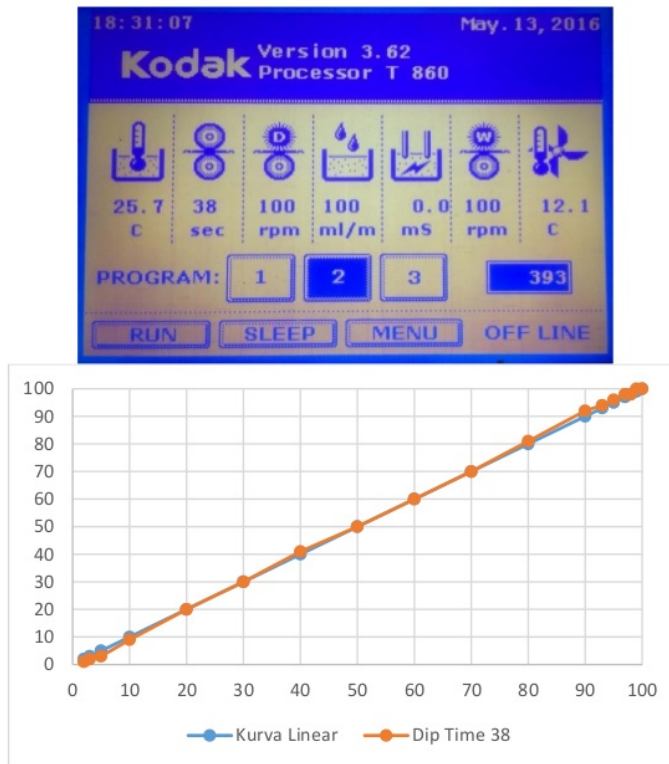 18:31:07 May.13,2016
Kodak Version 3.62
Processor T 860
D W
25.7 38 100 100 0.0 100 12.1
C sec rpm ml/m mS rpm C
PROGRAM: 1 2 3 393
RUN SLEEP MENU OFF LINE
100
90
80
70
60
50
40
30
20
10
0
0 10 20 30 40 50 60 70 80 90 100
Kurva Linear Dip Time 38